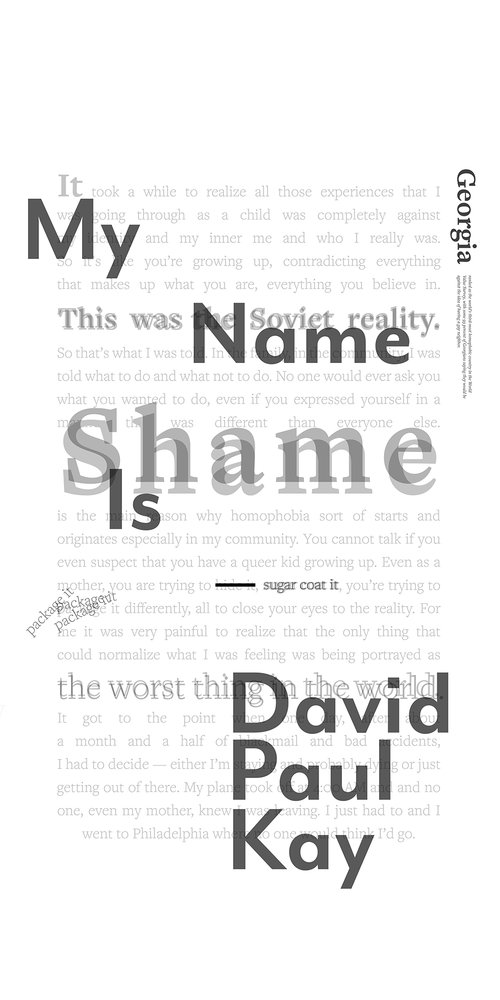 It took a while to realize all those experiences that I
was going through as a child was completely against
My
my identity and my inner me and who I really was.
So it's like you're growing up, contradicting everything
that makes up what you are, everything you believe in.
This was the Soviet reality.
Name
So that's what I was told. In the family, in the community, I was
told what to do and what not to do. No one would ever ask you
what you wanted to do, even if you expressed yourself in a
was different than everyone else.
Shame
Is
is the main reason why homophobia sort of starts and
originates especially in my community. You cannot talk if you
even suspect that you have a queer kid growing up. Even as a
mother, you are trying to hide it, sugar coat it, you're trying to
package it
package it
package it
package it differently, all to close your eyes to the reality. For
me it was very painful to realize that the only thing that
could normalize what I was feeling was being portrayed as
the worst thing in the world.
It got to the point when one day, after about
a month and a half of blackmail and bad accidents,
I had to decide — either I'm staying and probably dying or just
getting out of there. My plane took off at 4:00 AM and and no
one, even my mother, knew I was leaving. I just had to and I
went to Philadelphia where no one would think I'd go.
David
Paul
Kay
Georgia